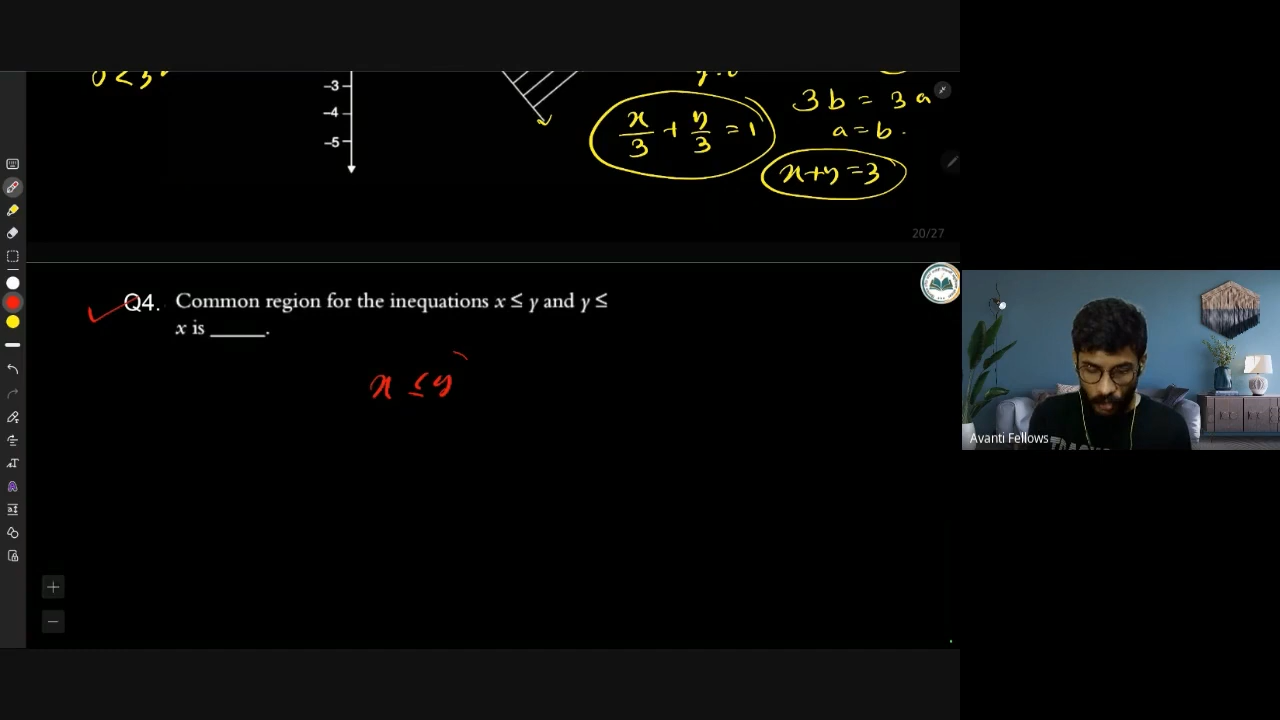 -3
-4
-5
x/3 + y/3 = 1
3b = 3a
a = b.
x+y=3
20/27
Q4. Common region for the inequations x ≤ y and y ≤
x is _____.
x ≤ y
Avanti Fellows